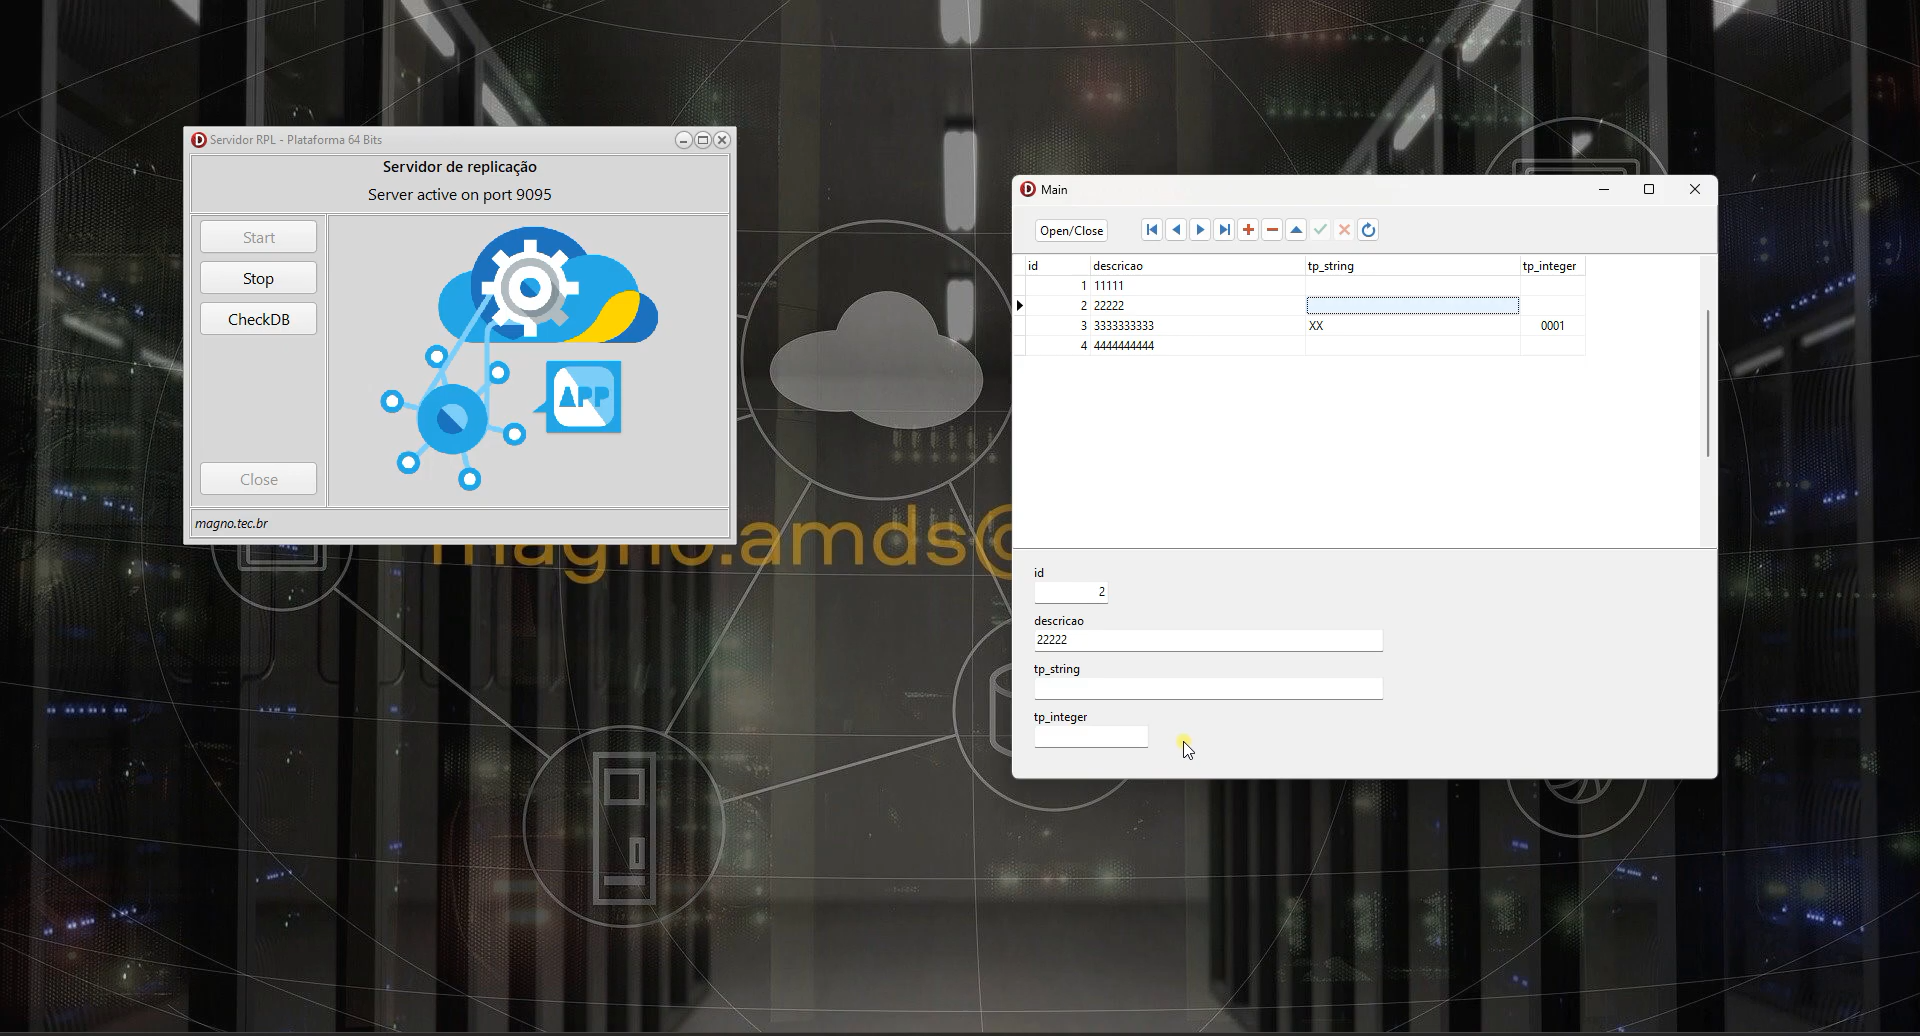 Servidor RPL - Plataforma 64 Bits
Servidor de replicação
Server active on port 9095
Start
Stop
CheckDB
Close
APP
magno.tec.br
magno.amds@
Main
Open/Close
id descricao tp_string tp_integer
1 11111
2 22222
3 3333333333 XX 0001
4 4444444444
id
2
descricao
22222
tp_string
tp_integer